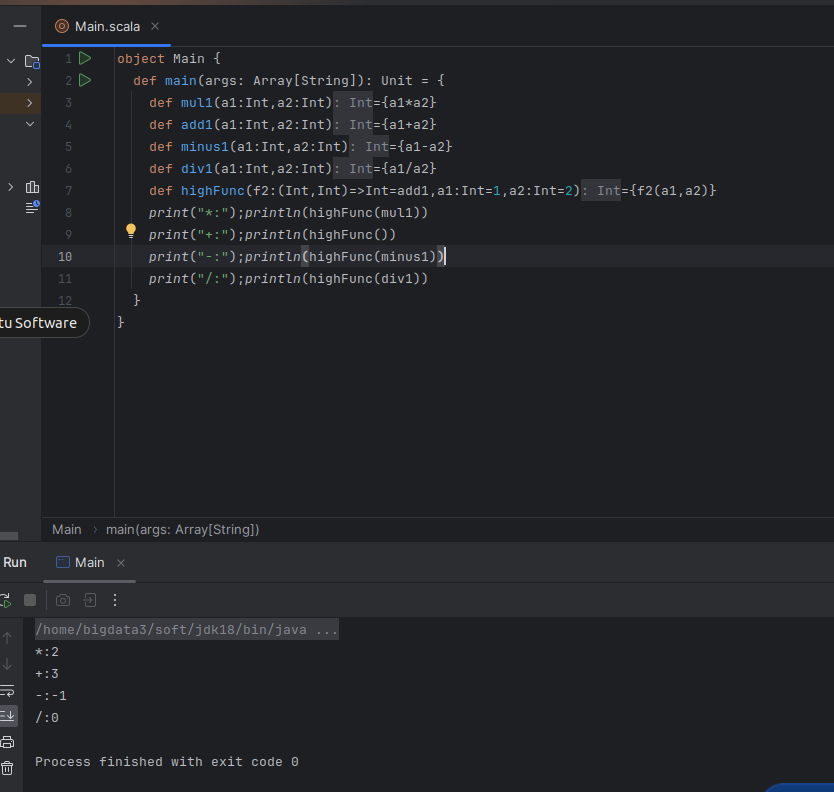 Main.scala
1 object Main {
2 def main(args: Array[String]): Unit = {
3 def mul1(a1:Int,a2:Int): Int={a1*a2}
4 def add1(a1:Int,a2:Int): Int={a1+a2}
5 def minus1(a1:Int,a2:Int): Int={a1-a2}
6 def div1(a1:Int,a2:Int): Int={a1/a2}
7 def highFunc(f2:(Int,Int)=>Int=add1,a1:Int=1,a2:Int=2): Int={f2(a1,a2)}
8 print("*:");println(highFunc(mul1))
9 print("+:");println(highFunc())
10 print("-:");println(highFunc(minus1))
11 print("/:");println(highFunc(div1))
12 }
tu Software
}
Main > main(args: Array[String])
Run Main
/home/bigdata3/soft/jdk18/bin/java ...
*:2
+:3
-:-1
/:0
Process finished with exit code 0